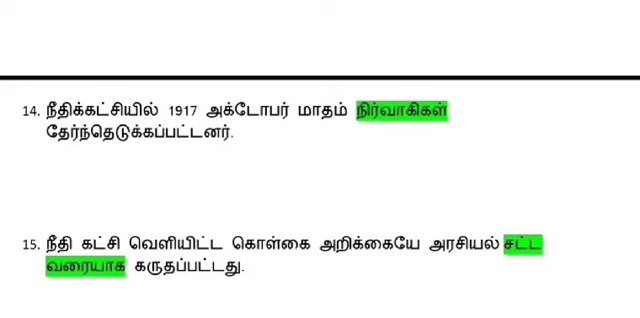 14. நீதிக்கட்சியில் 1917 அக்டோபர் மாதம் நிர்வாகிகள்
தேர்ந்தெடுக்கப்பட்டனர்.
15. நீதி கட்சி வெளியிட்ட கொள்கை அறிக்கையே அரசியல் சட்ட
வரையாக கருதப்பட்டது.